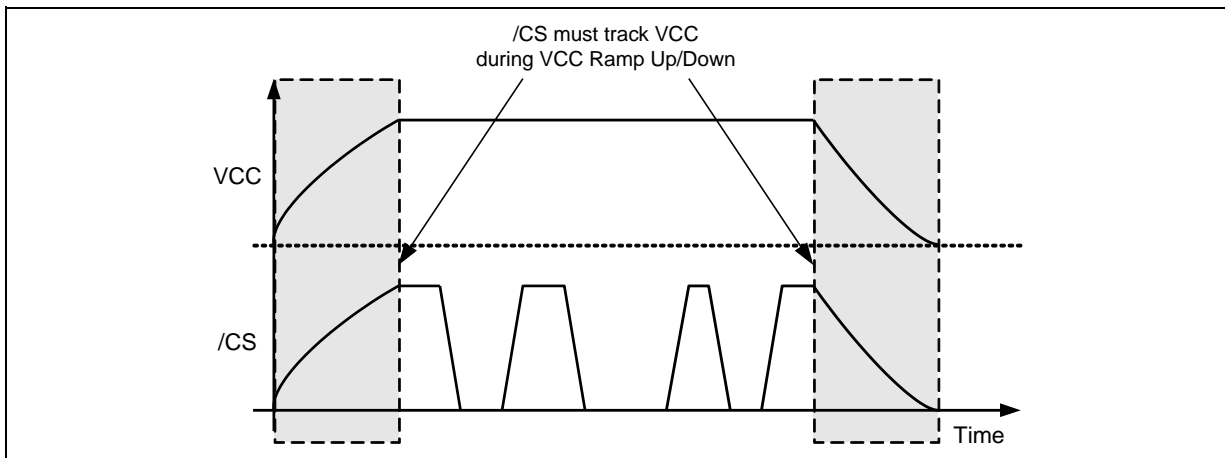 /CS must track VCC
during VCC Ramp Up/Down
VCC
/CS
Time